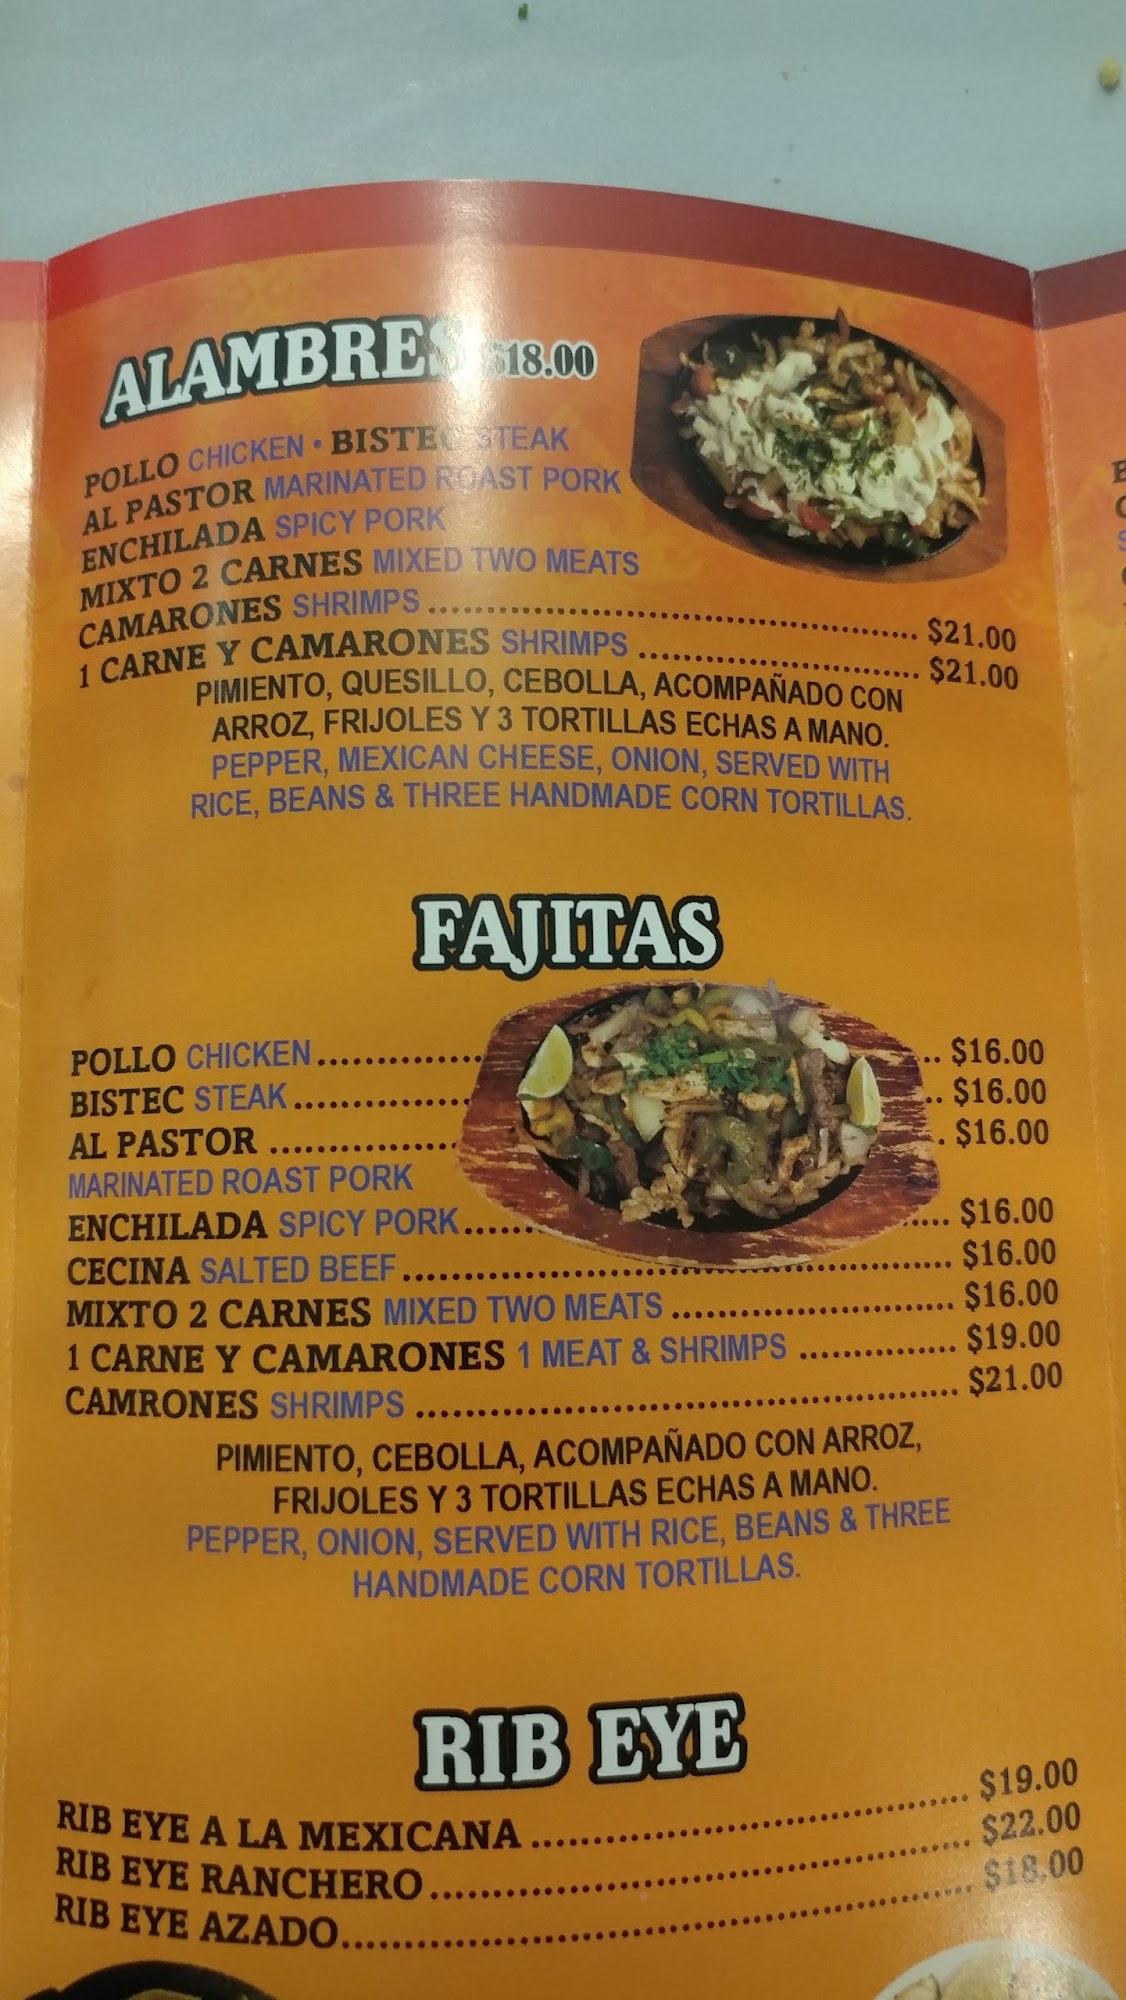 ALAMBRES $18.00
POLLO CHICKEN • BISTEC STEAK
AL PASTOR MARINATED ROAST PORK
ENCHILADA SPICY PORK
MIXTO 2 CARNES MIXED TWO MEATS
CAMARONES SHRIMPS ........ $21.00
1 CARNE Y CAMARONES SHRIMPS ........ $21.00
PIMIENTO, QUESILLO, CEBOLLA, ACOMPAÑADO CON
ARROZ, FRIJOLES Y 3 TORTILLAS ECHAS A MANO.
PEPPER, MEXICAN CHEESE, ONION, SERVED WITH
RICE, BEANS & THREE HANDMADE CORN TORTILLAS.
FAJITAS
POLLO CHICKEN ........ $16.00
BISTEC STEAK ........ $16.00
AL PASTOR ........ $16.00
MARINATED ROAST PORK
ENCHILADA SPICY PORK ........ $16.00
CECINA SALTED BEEF ........ $16.00
MIXTO 2 CARNES MIXED TWO MEATS ........ $16.00
1 CARNE Y CAMARONES 1 MEAT & SHRIMPS ........ $19.00
CAMRONES SHRIMPS ........ $21.00
PIMIENTO, CEBOLLA, ACOMPAÑADO CON ARROZ,
FRIJOLES Y 3 TORTILLAS ECHAS A MANO.
PEPPER, ONION, SERVED WITH RICE, BEANS & THREE
HANDMADE CORN TORTILLAS.
RIB EYE
RIB EYE A LA MEXICANA ........ $19.00
RIB EYE RANCHERO ........ $22.00
RIB EYE AZADO ........ $18.00